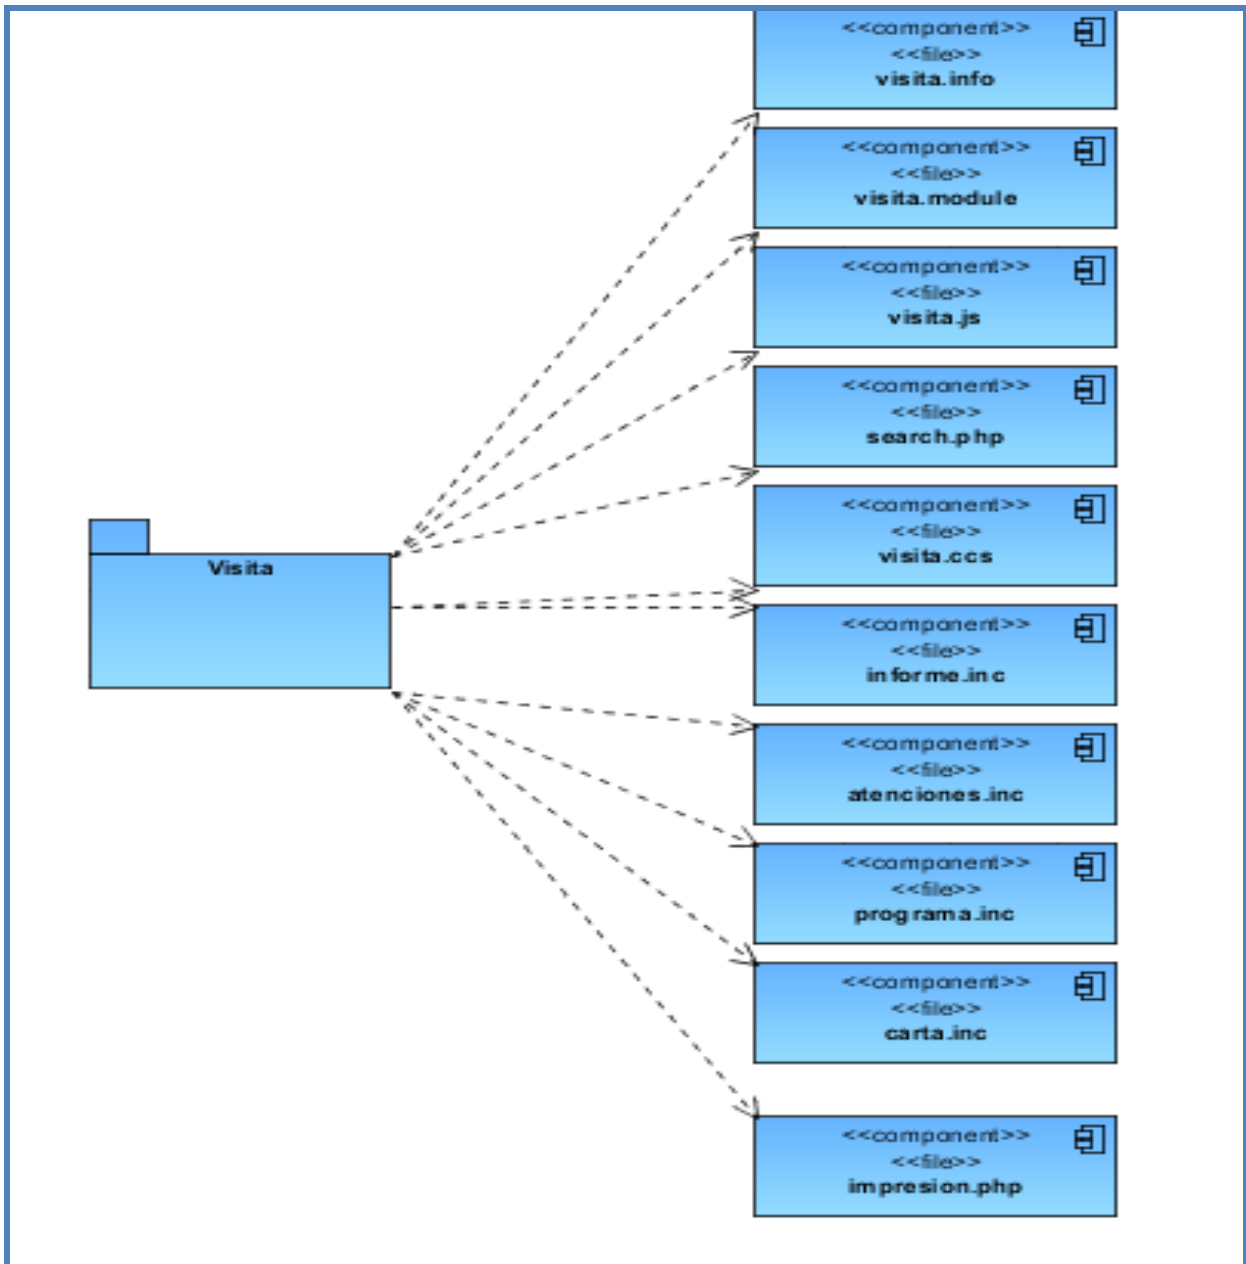 <<component>>
<<file>>
visita.info
<<component>>
<<file>>
visita.module
<<component>>
<<file>>
visita.js
<<component>>
<<file>>
search.php
<<component>>
<<file>>
visita.ccs
Visita
<<component>>
<<file>>
informe.inc
<<component>>
<<file>>
atenciones.inc
<<component>>
<<file>>
programa.inc
<<component>>
<<file>>
carta.inc
<<component>>
<<file>>
impresion.php